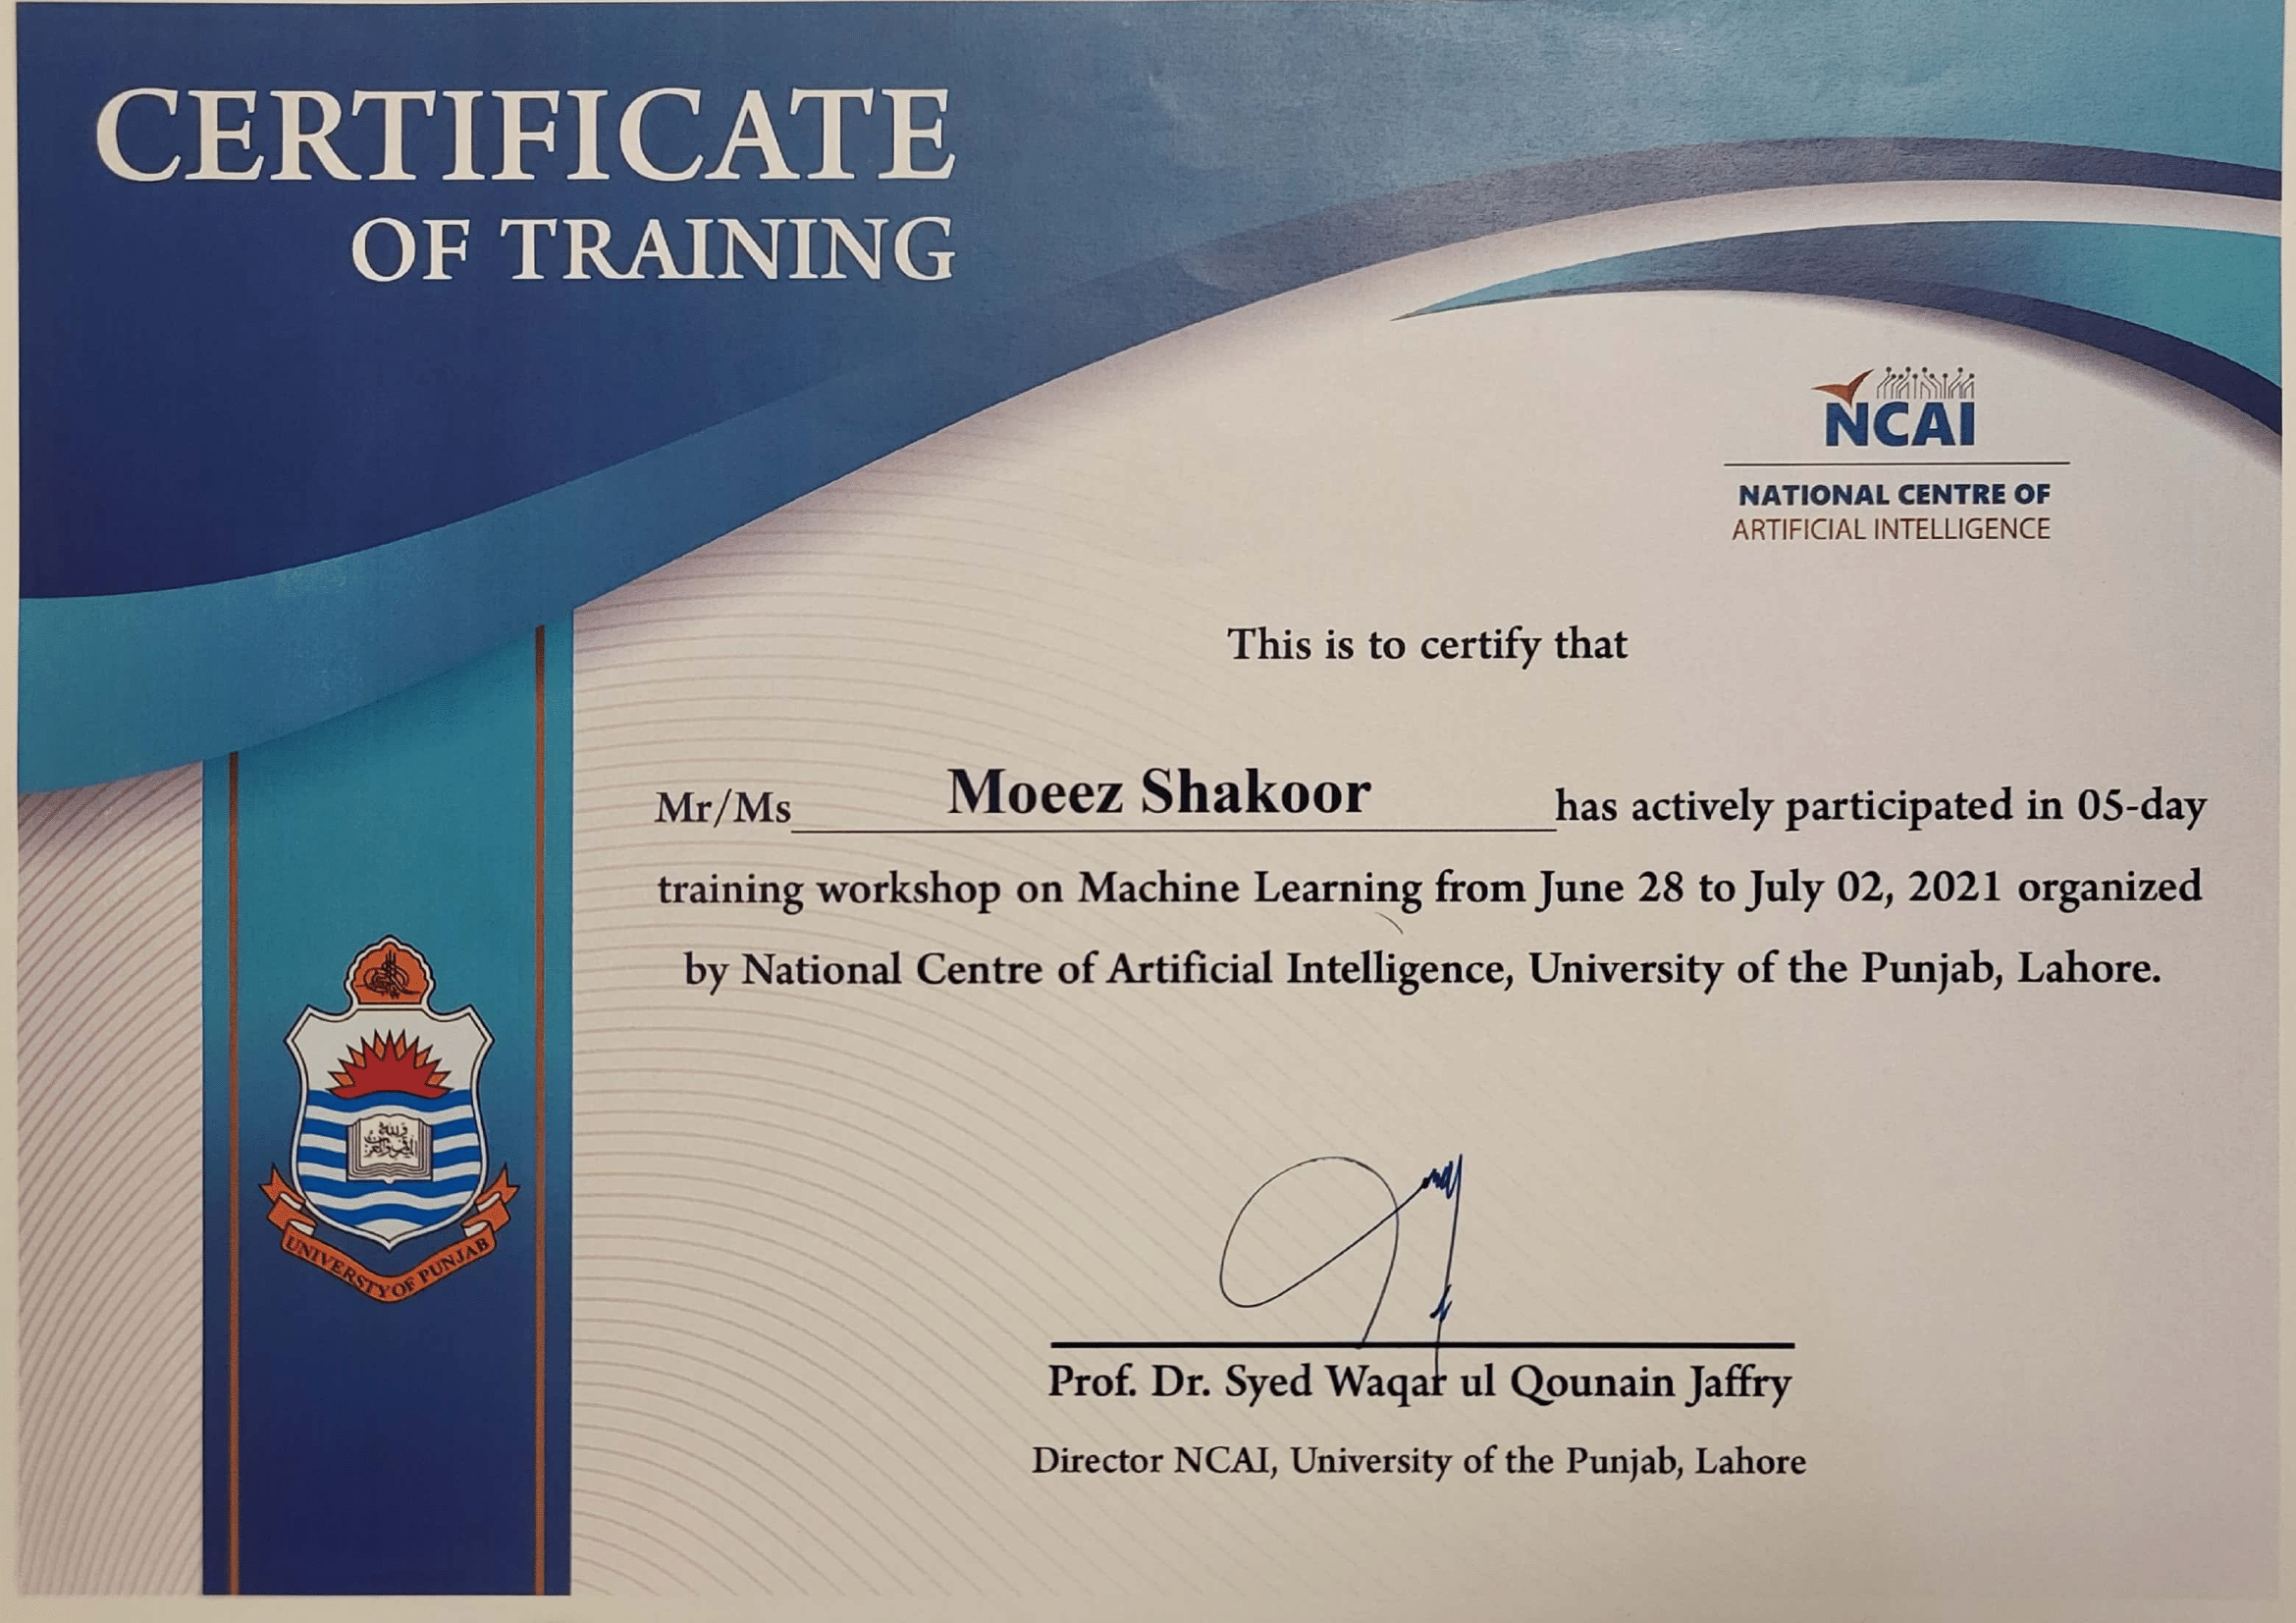 CERTIFICATE
OF TRAINING
NCAI
NATIONAL CENTRE OF
ARTIFICIAL INTELLIGENCE
This is to certify that
Mr/Ms Moeez Shakoor has actively participated in 05-day
training workshop on Machine Learning from June 28 to July 02, 2021 organized
by National Centre of Artificial Intelligence, University of the Punjab, Lahore.
UNIVERSTY OF PUNJAB
Prof. Dr. Syed Waqar ul Qounain Jaffry
Director NCAI, University of the Punjab, Lahore